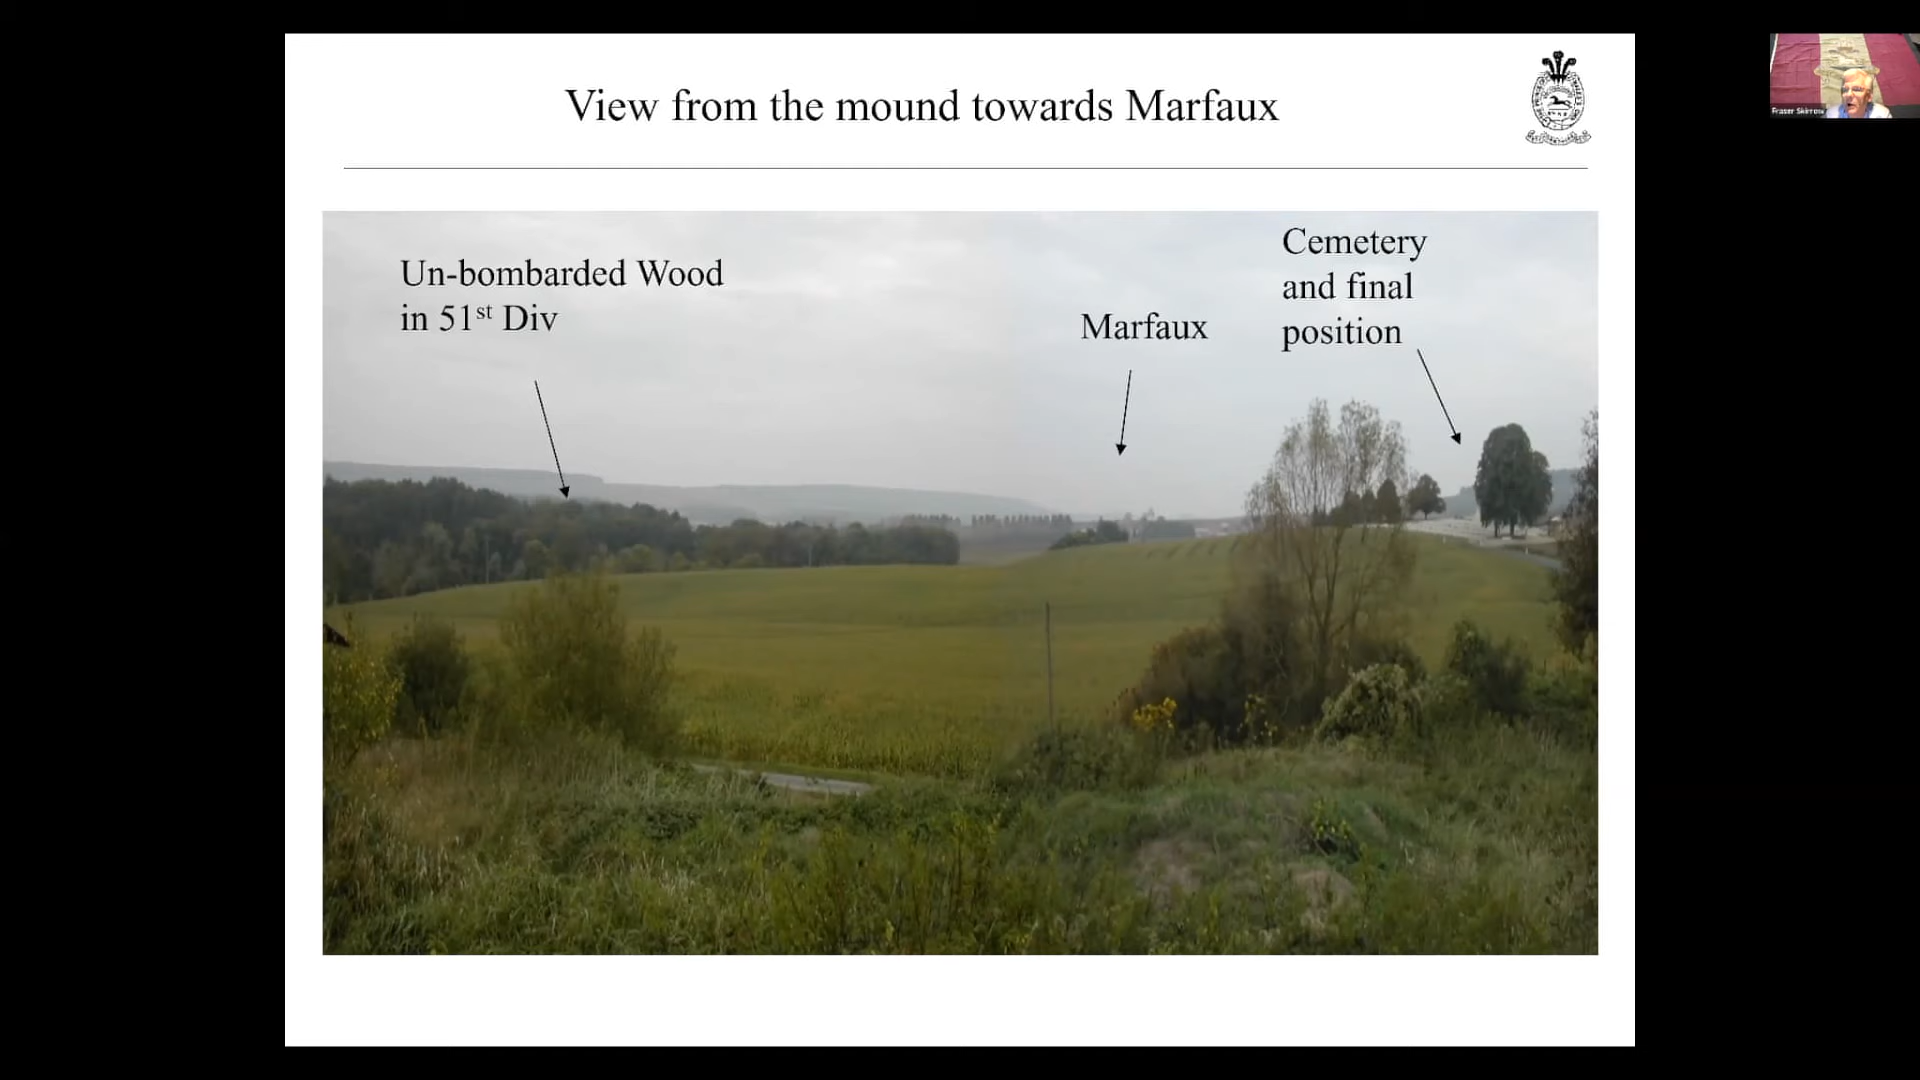 View from the mound towards Marfaux
Un-bombarded Wood
in 51st Div
Marfaux
Cemetery
and final
position
Fraser Skirrow